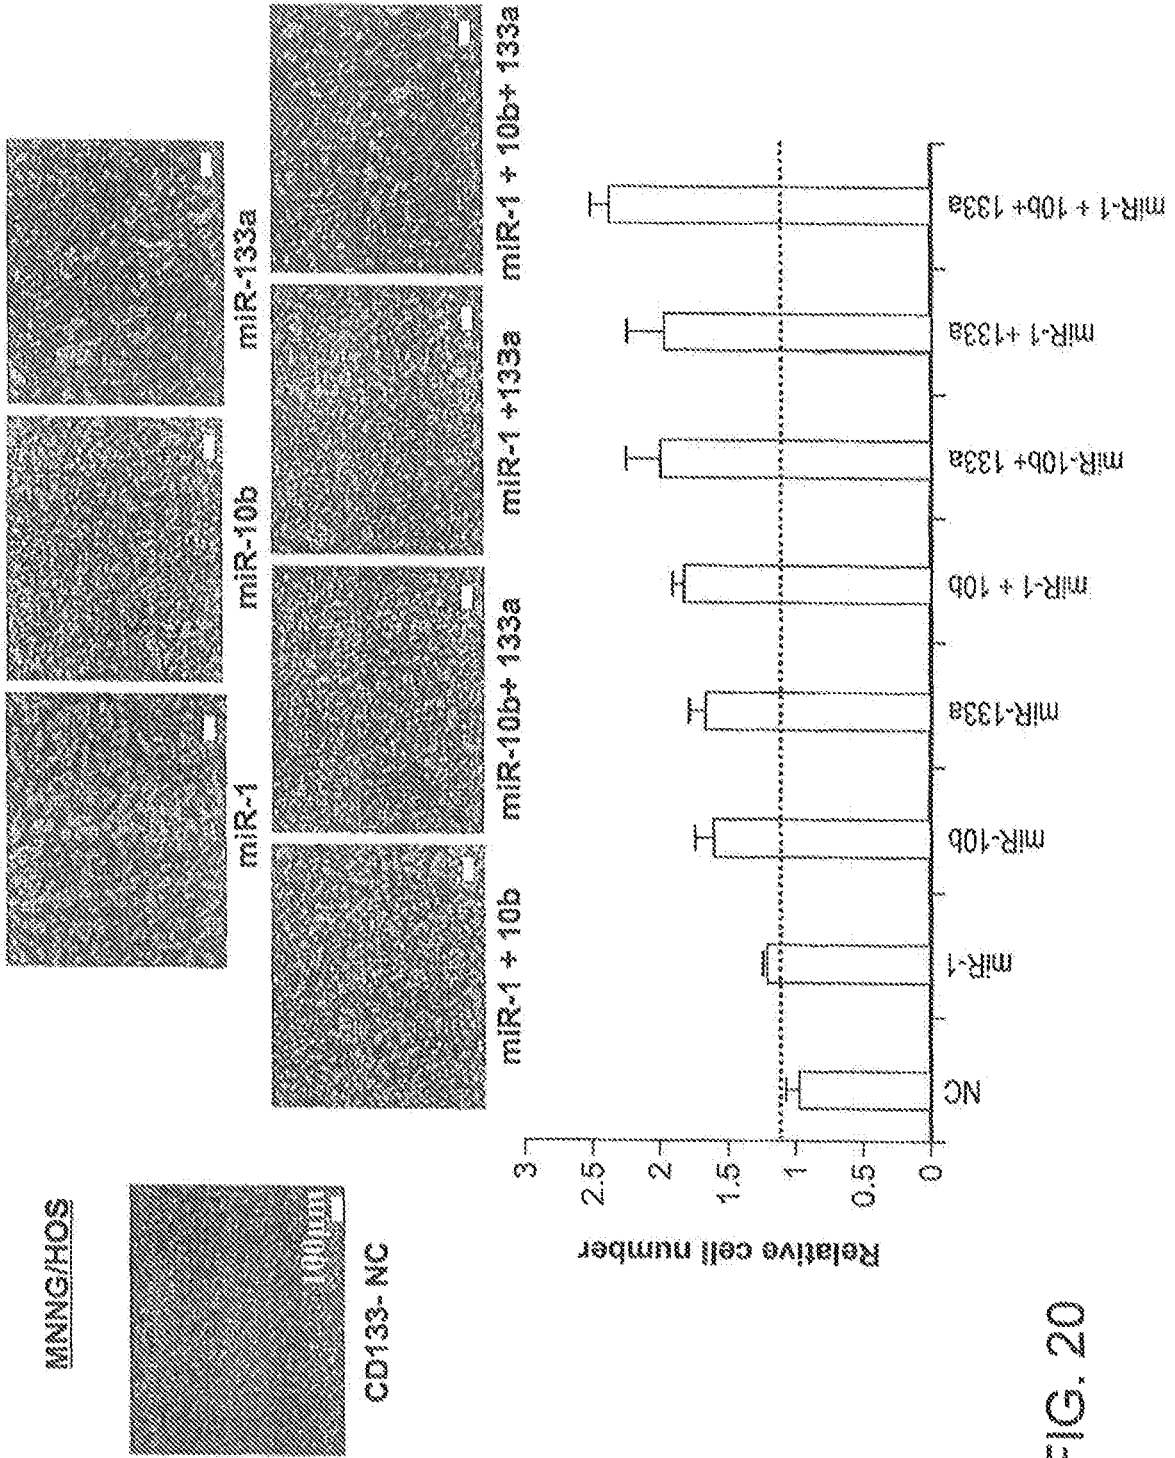 MNNG/HOS
100µm
CD133- NC
miR-1
miR-10b
miR-133a
miR-1 + 10b
miR-10b+ 133a
miR-1 +133a
miR-1 + 10b+ 133a
Relative cell number
3
2.5
2
1.5
1
0.5
0
NC
miR-1
miR-10b
miR-133a
miR-1 + 10b
miR-10b+ 133a
miR-1 +133a
miR-1 + 10b+ 133a
FIG. 20